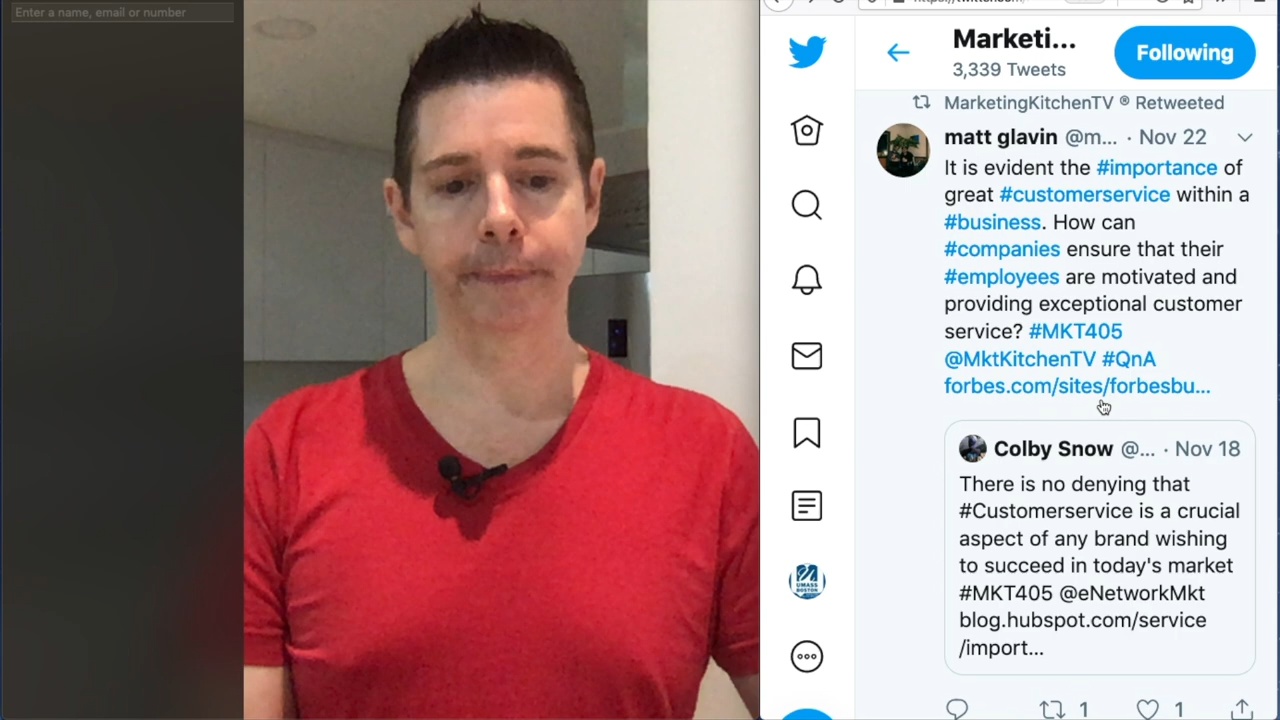 Enter a name, email or number
Marketi...
3,339 Tweets
Following
MarketingKitchenTV ® Retweeted
matt glavin @m... · Nov 22
It is evident the #importance of
great #customerservice within a
#business. How can
#companies ensure that their
#employees are motivated and
providing exceptional customer
service? #MKT405
@MktKitchenTV #QnA
forbes.com/sites/forbesbu...
Colby Snow @... · Nov 18
There is no denying that
#Customerservice is a crucial
aspect of any brand wishing
to succeed in today's market
#MKT405 @eNetworkMkt
blog.hubspot.com/service
/import...
UMASS
BOSTON
1
1